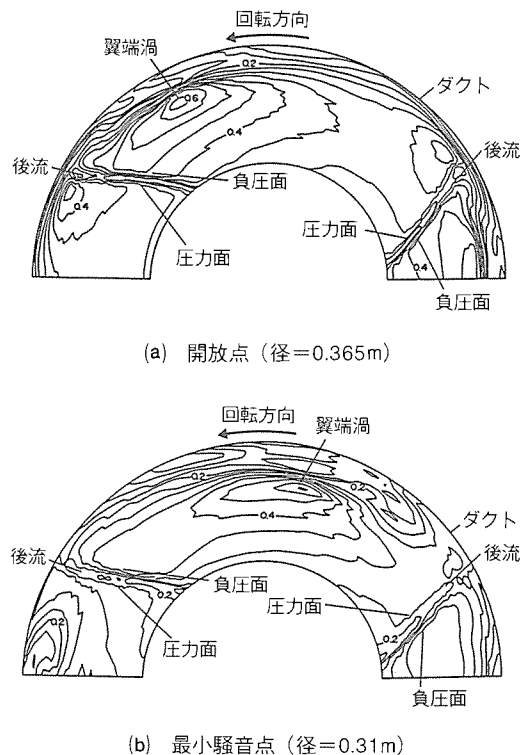 回転方向
翼端渦
0.2
ダクト
0.6
0.4
後流
後流
負圧面
0.4
圧力面
圧力面
0.4
負圧面
(a) 開放点（径＝0.365m）
回転方向
翼端渦
0.2
0.2
0.4
ダクト
後流
後流
負圧面
0.2
圧力面
0.2
圧力面
0.2
負圧面
(b) 最小騒音点（径＝0.31m）